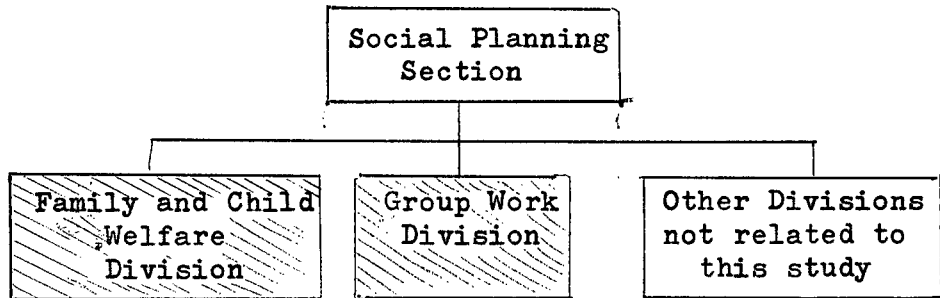 Social Planning
Section
Family and Child
Welfare
Division
Group Work
Division
Other Divisions
not related to
this study